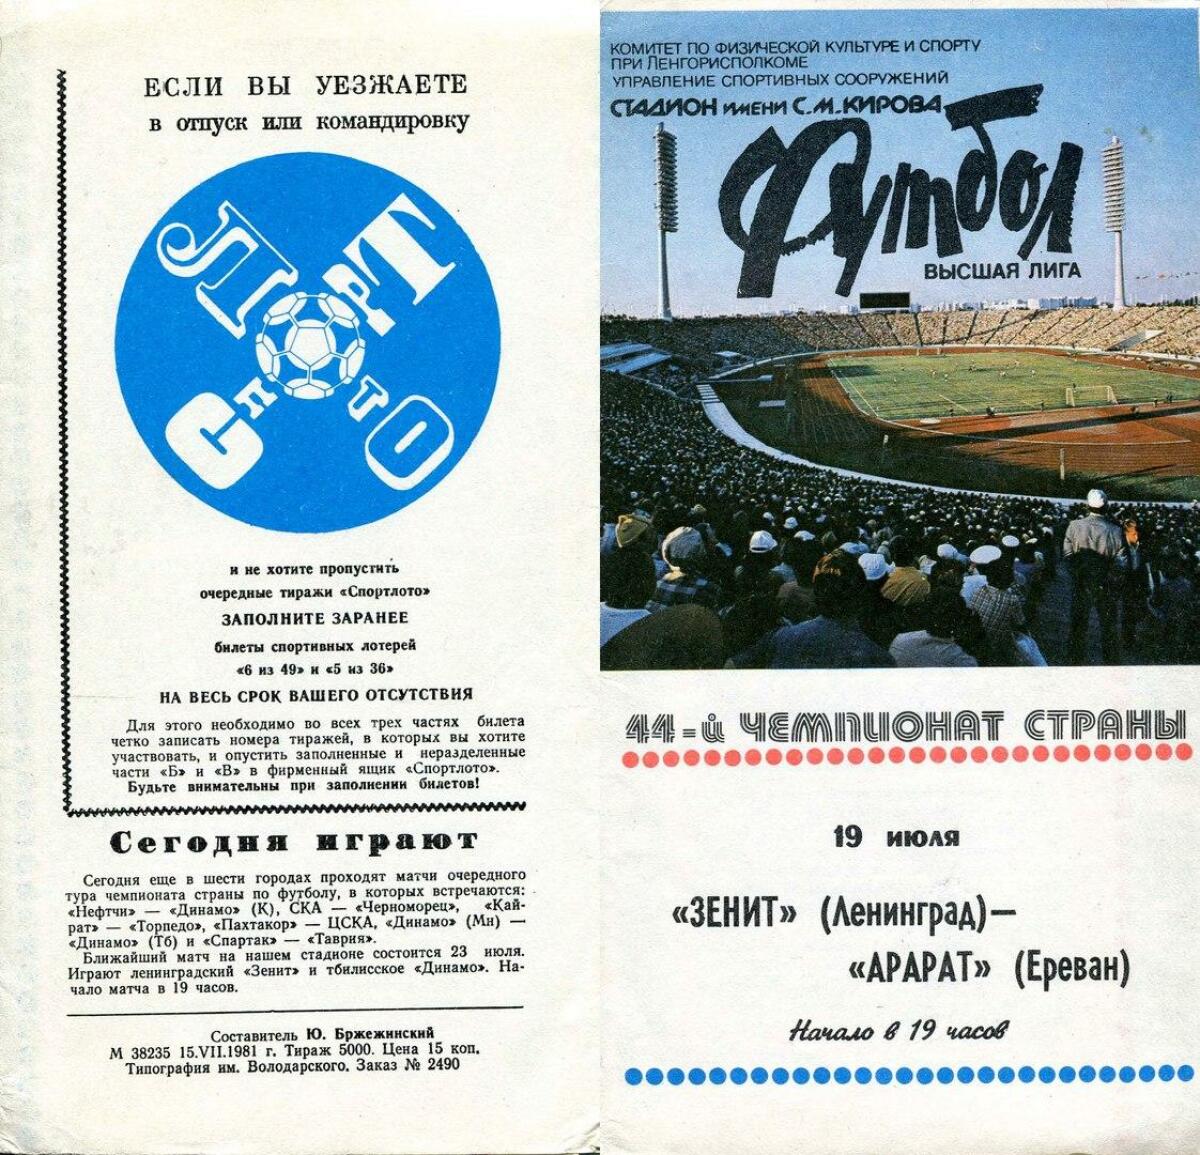 ЕСЛИ ВЫ УЕЗЖАЕТЕ
в отпуск или командировку
СпОРТ
ЛОТО
и не хотите пропустить
очередные тиражи «Спортлото»
ЗАПОЛНИТЕ ЗАРАНЕЕ
билеты спортивных лотерей
«6 из 49» и «5 из 36»
НА ВЕСЬ СРОК ВАШЕГО ОТСУТСТВИЯ
Для этого необходимо во всех трех частях билета
четко записать номера тиражей, в которых вы хотите
участвовать, и опустить заполненные и неразделенные
части «Б» и «В» в фирменный ящик «Спортлото».
Будьте внимательны при заполнении билетов!
Сегодня играют
Сегодня еще в шести городах проходят матчи очередного
тура чемпионата страны по футболу, в которых встречаются:
«Нефтчи» — «Динамо» (К), СКА — «Черноморец», «Кай-
рат» — «Торпедо», «Пахтакор» — ЦСКА, «Динамо» (Мн) —
«Динамо» (Тб) и «Спартак» — «Таврия».
Ближайший матч на нашем стадионе состоится 23 июля.
Играют ленинградский «Зенит» и тбилисское «Динамо». На-
чало матча в 19 часов.
Составитель Ю. Бржежинский
М 38235 15.VII.1981 г. Тираж 5000. Цена 15 коп.
Типография им. Володарского. Заказ № 2490
КОМИТЕТ ПО ФИЗИЧЕСКОЙ КУЛЬТУРЕ И СПОРТУ
ПРИ ЛЕНГОРИСПОЛКОМЕ
УПРАВЛЕНИЕ СПОРТИВНЫХ СООРУЖЕНИЙ
СТАДИОН ИМЕНИ С.М.КИРОВА
Футбол
ВЫСШАЯ ЛИГА
44-й ЧЕМПИОНАТ СТРАНЫ
19 июля
«ЗЕНИТ» (Ленинград)—
«АРАРАТ» (Ереван)
Начало в 19 часов